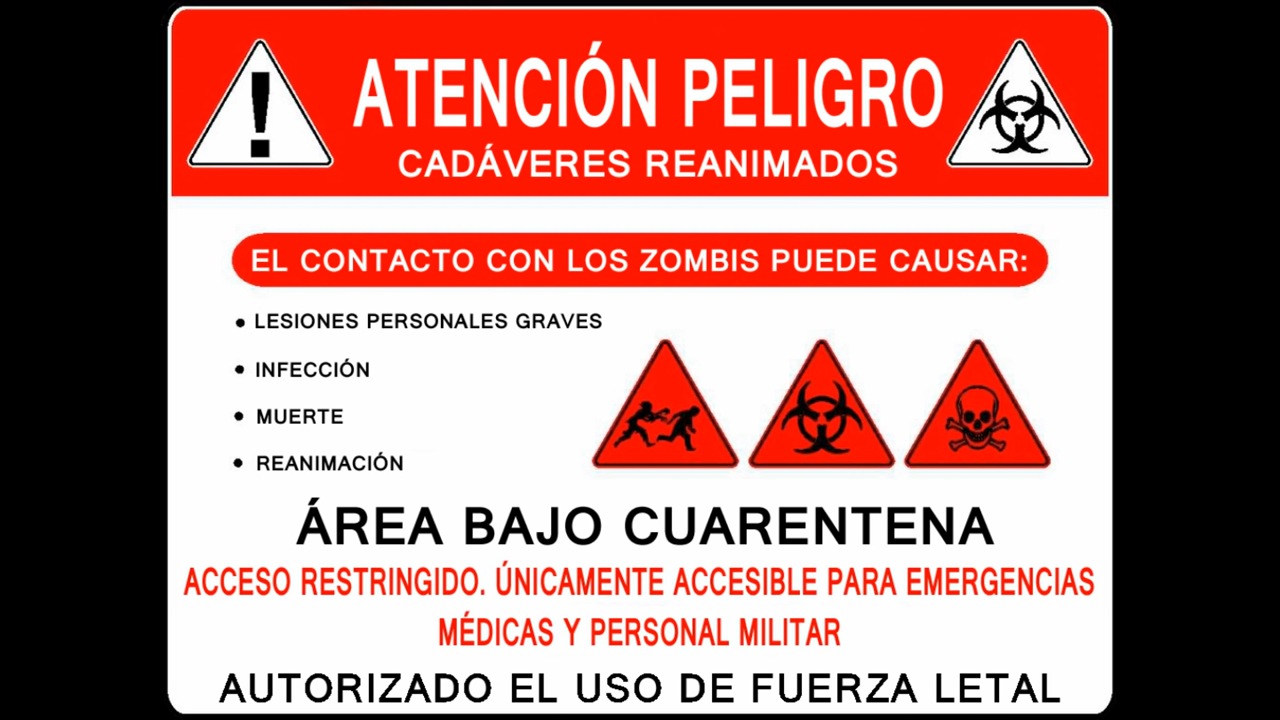 ATENCIÓN PELIGRO
CADÁVERES REANIMADOS
EL CONTACTO CON LOS ZOMBIS PUEDE CAUSAR:
• LESIONES PERSONALES GRAVES
• INFECCIÓN
• MUERTE
• REANIMACIÓN
ÁREA BAJO CUARENTENA
ACCESO RESTRINGIDO. ÚNICAMENTE ACCESIBLE PARA EMERGENCIAS
MÉDICAS Y PERSONAL MILITAR
AUTORIZADO EL USO DE FUERZA LETAL